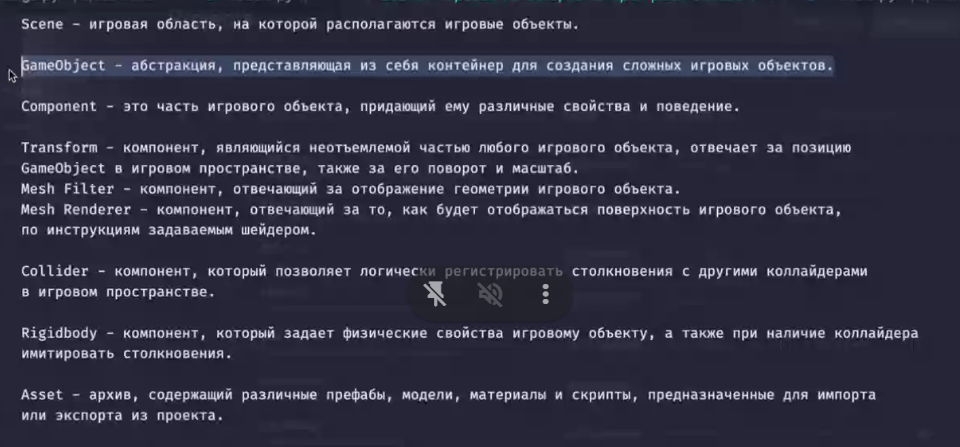 Scene – игровая область, на которой располагаются игровые объекты.
GameObject – абстракция, представляющая из себя контейнер для создания сложных игровых объектов.
Component – это часть игрового объекта, придающий ему различные свойства и поведение.
Transform – компонент, являющийся неотъемлемой частью любого игрового объекта, отвечает за позицию
GameObject в игровом пространстве, также за его поворот и масштаб.
Mesh Filter – компонент, отвечающий за отображение геометрии игрового объекта.
Mesh Renderer – компонент, отвечающий за то, как будет отображаться поверхность игрового объекта,
по инструкциям задаваемым шейдером.
Collider – компонент, который позволяет логически регистрировать столкновения с другими коллайдерами
в игровом пространстве.
Rigidbody – компонент, который задает физические свойства игровому объекту, а также при наличие коллайдера
имитировать столкновения.
Asset – архив, содержащий различные префабы, модели, материалы и скрипты, предназначенные для импорта
или экспорта из проекта.